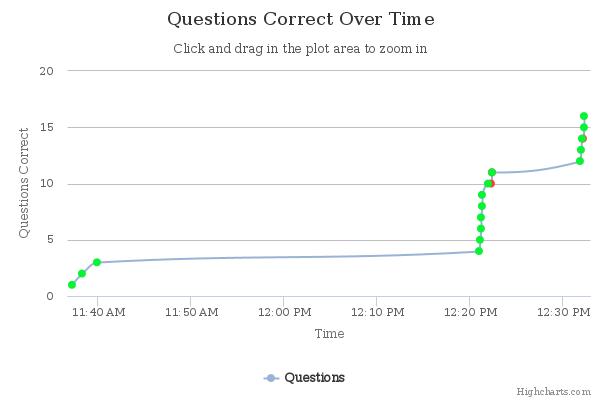 Questions Correct Over Time
Click and drag in the plot area to zoom in
Questions Correct
20
15
10
5
0
11:40 AM 11:50 AM 12:00 PM 12:10 PM 12:20 PM 12:30 PM
Time
Questions
Highcharts.com